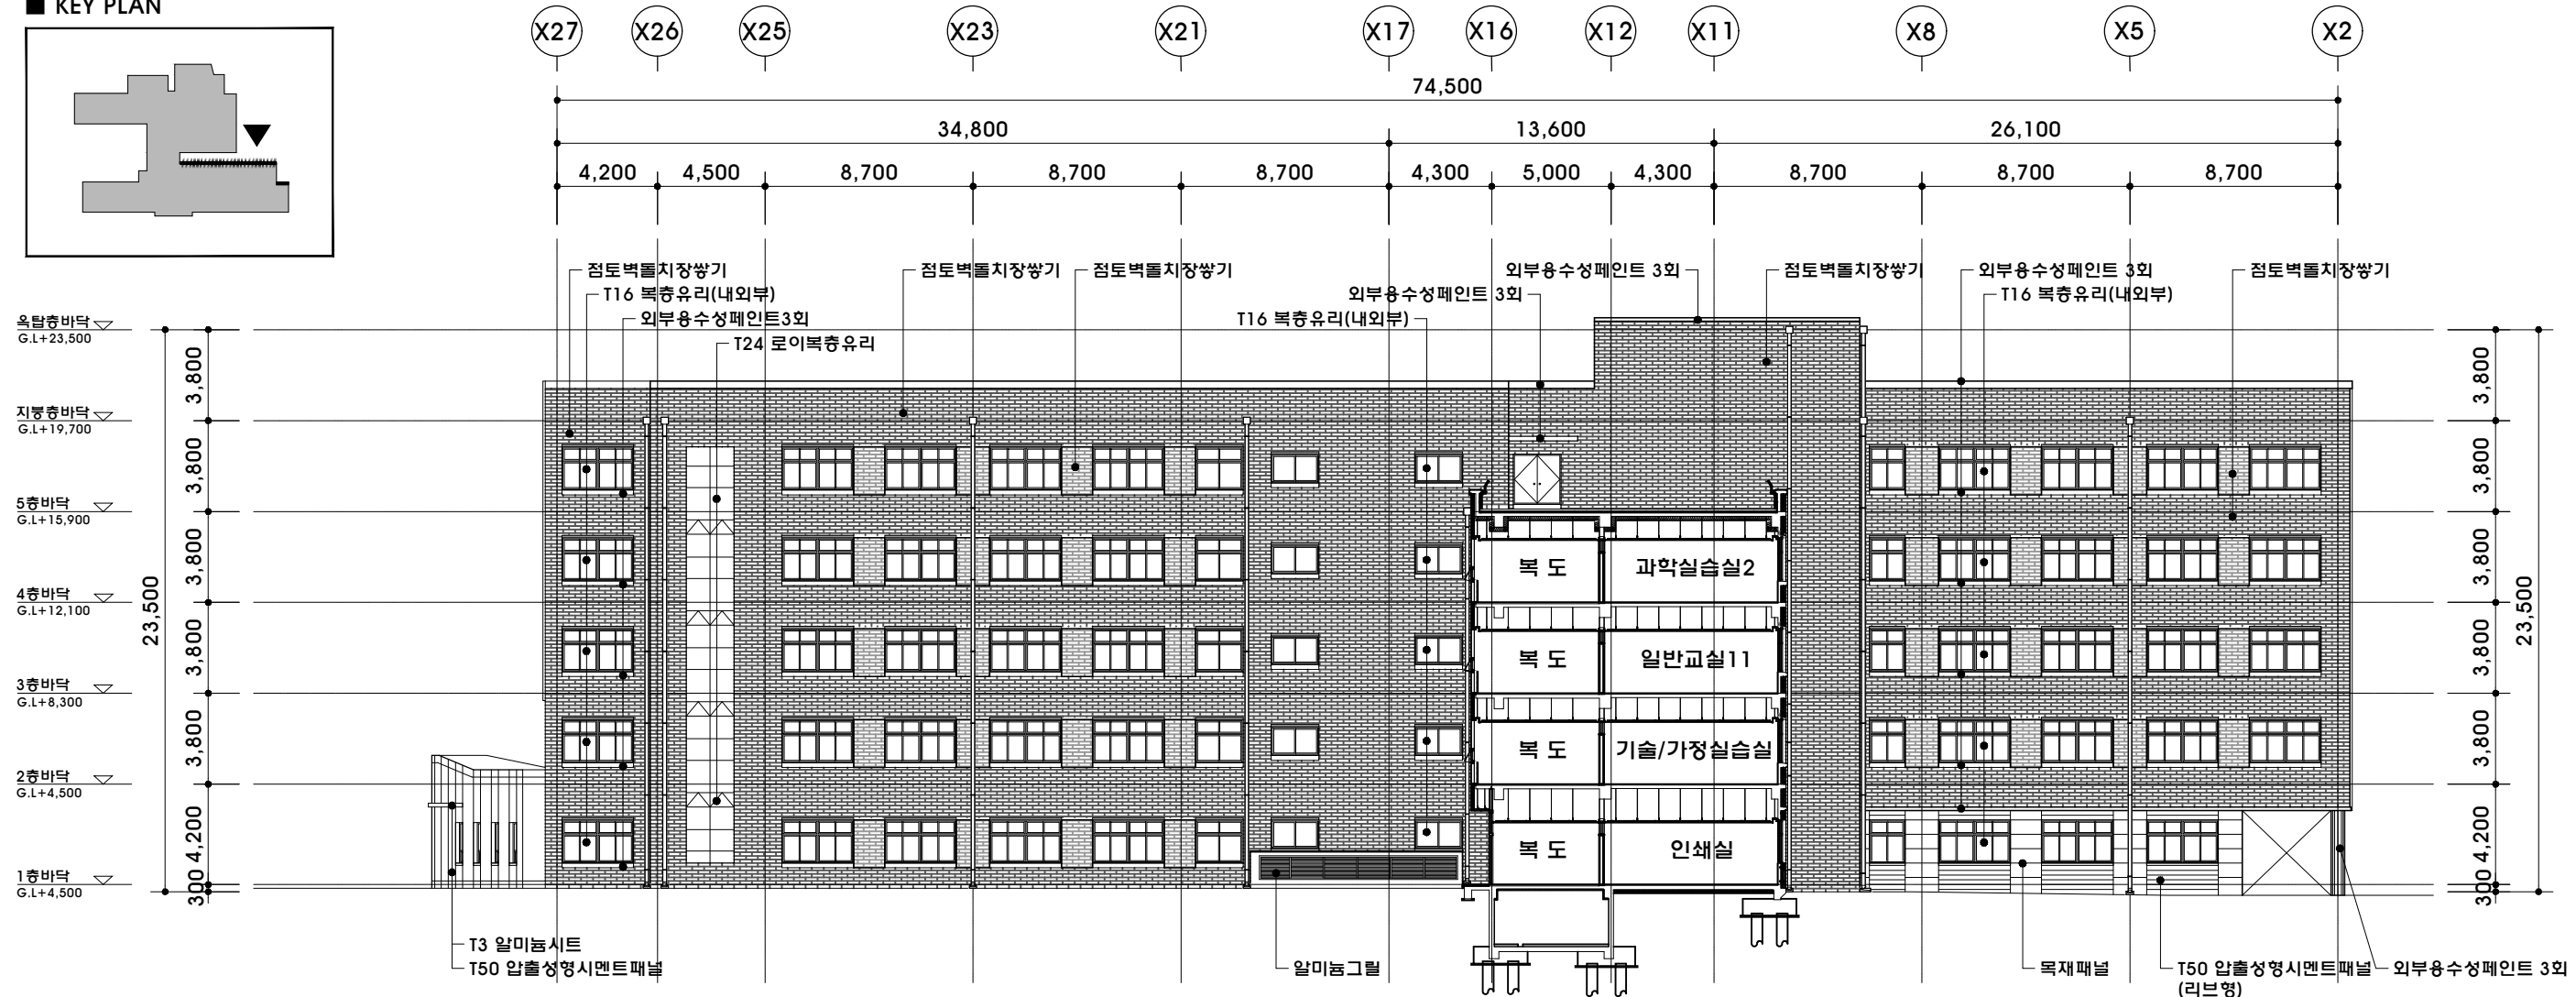 ■ KEY PLAN
X27 X26 X25 X23 X21 X17 X16 X12 X11 X8 X5 X2
74,500
34,800 13,600 26,100
4,200 4,500 8,700 8,700 8,700 4,300 5,000 4,300 8,700 8,700 8,700
점토벽돌치장쌓기 점토벽돌치장쌓기 점토벽돌치장쌓기 외부용수성페인트 3회 점토벽돌치장쌓기 외부용수성페인트 3회 점토벽돌치장쌓기
T16 복층유리(내외부) 외부용수성페인트 3회 T16 복층유리(내외부)
외부용수성페인트3회 T16 복층유리(내외부)
T24 로이복층유리
옥탑층바닥
G.L+23,500
3,800 3,800
지붕층바닥
G.L+19,700
3,800 3,800
5층바닥
G.L+15,900
3,800 3,800
복 도 과학실습실2
4층바닥
G.L+12,100
23,500 23,500
3,800 3,800
복 도 일반교실11
3층바닥
G.L+8,300
3,800 3,800
복 도 기술/가정실습실
2층바닥
G.L+4,500
4,200 4,200
복 도 인쇄실
1층바닥
G.L+4,500
300 300
T3 알미늄시트
T50 압출성형시멘트패널 알미늄그릴 목재패널 T50 압출성형시멘트패널 외부용수성페인트 3회
(리브형)